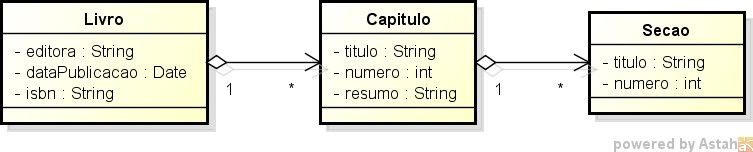 Livro
- editora : String
- dataPublicacao : Date
- isbn : String
1
*
Capitulo
- titulo : String
- numero : int
- resumo : String
1
*
Secao
- titulo : String
- numero : int
powered by Astah